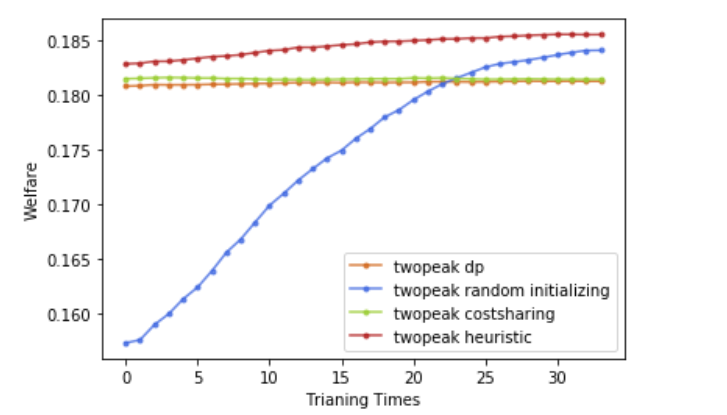 0.185
0.180
0.175
0.170
0.165
0.160
Welfare
twopeak dp
twopeak random initializing
twopeak costsharing
twopeak heuristic
0 5 10 15 20 25 30
Trianing Times